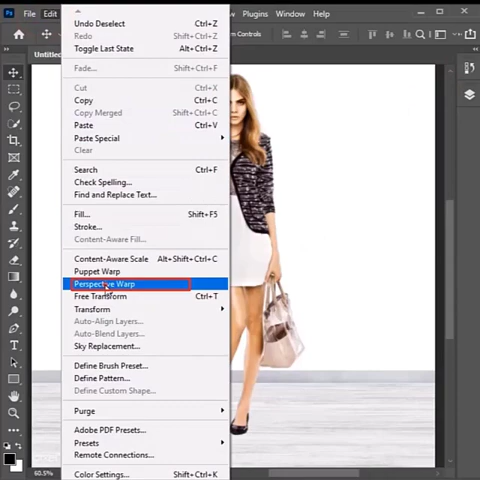 Ps File Edit Plugins Window
Undo Deselect Ctrl+Z
Redo Shift+Ctrl+Z
Toggle Last State Alt+Ctrl+Z
Controls
Untitled
Fade... Shift+Ctrl+F
Cut Ctrl+X
Copy Ctrl+C
Copy Merged Shift+Ctrl+C
Paste Ctrl+V
Paste Special
Clear
Search Ctrl+F
Check Spelling...
Find and Replace Text...
Fill... Shift+F5
Stroke...
Content-Aware Fill...
Content-Aware Scale Alt+Shift+Ctrl+C
Puppet Warp
Perspective Warp
Free Transform Ctrl+T
Transform
Auto-Align Layers...
Auto-Blend Layers...
Sky Replacement...
Define Brush Preset...
Define Pattern...
Define Custom Shape...
Purge
Adobe PDF Presets...
Presets
Remote Connections...
60.5%
Color Settings... Shift+Ctrl+K